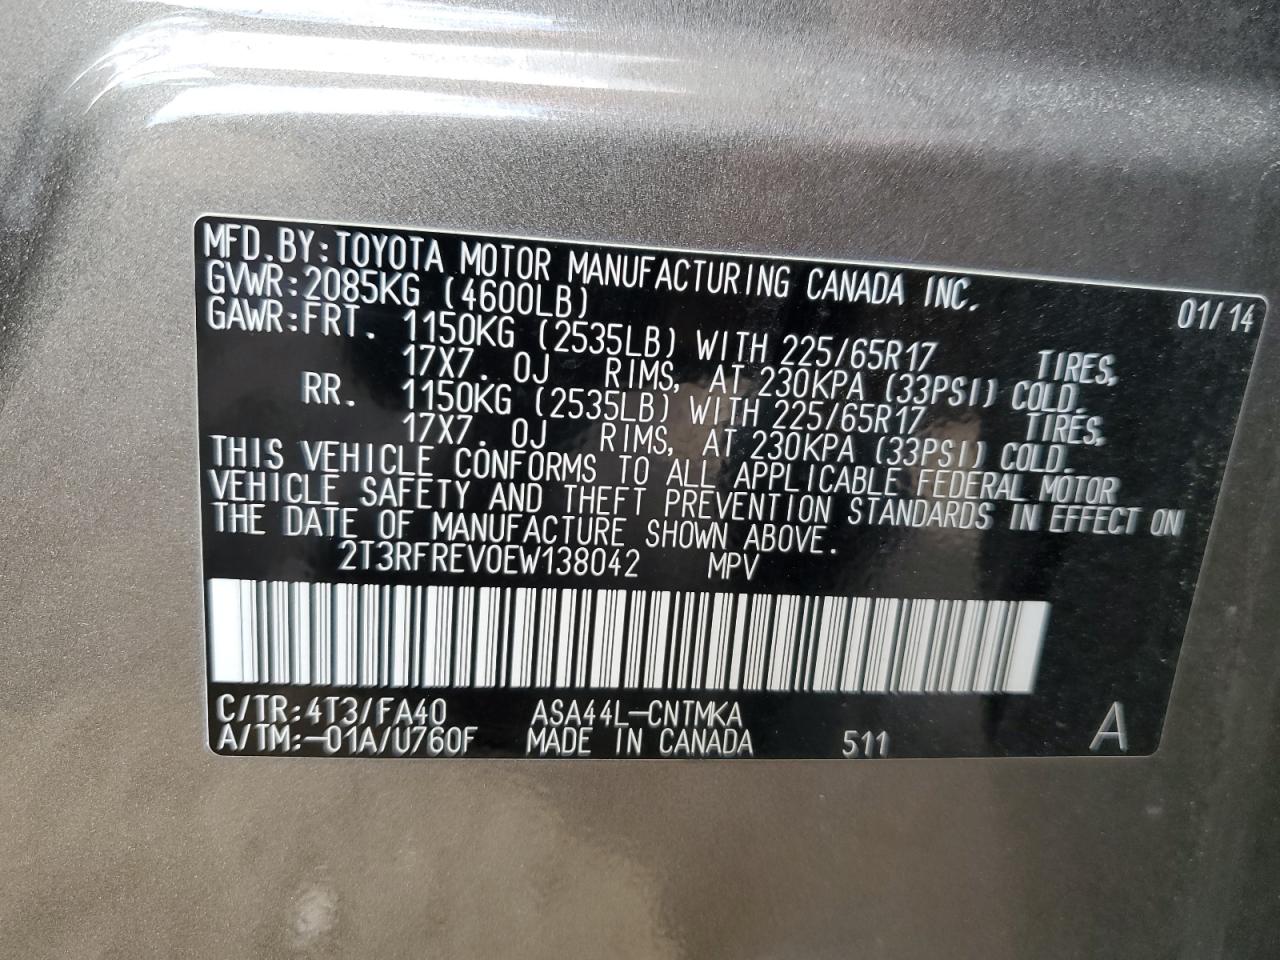 MFD.BY:TOYOTA MOTOR MANUFACTURING CANADA INC.
GVWR:2085KG (4600LB) 01/14
GAWR:FRT. 1150KG (2535LB) WITH 225/65R17 TIRES,
17X7.0J RIMS, AT 230KPA (33PSI) COLD.
RR. 1150KG (2535LB) WITH 225/65R17 TIRES,
17X7.0J RIMS, AT 230KPA (33PSI) COLD.
THIS VEHICLE CONFORMS TO ALL APPLICABLE FEDERAL MOTOR
VEHICLE SAFETY AND THEFT PREVENTION STANDARDS IN EFFECT ON
THE DATE OF MANUFACTURE SHOWN ABOVE.
2T3RFREV0EW138042 MPV
C/TR:4T3/FA40 ASA44L-CNTMKA
A/TM:-01A/U760F MADE IN CANADA 511 A